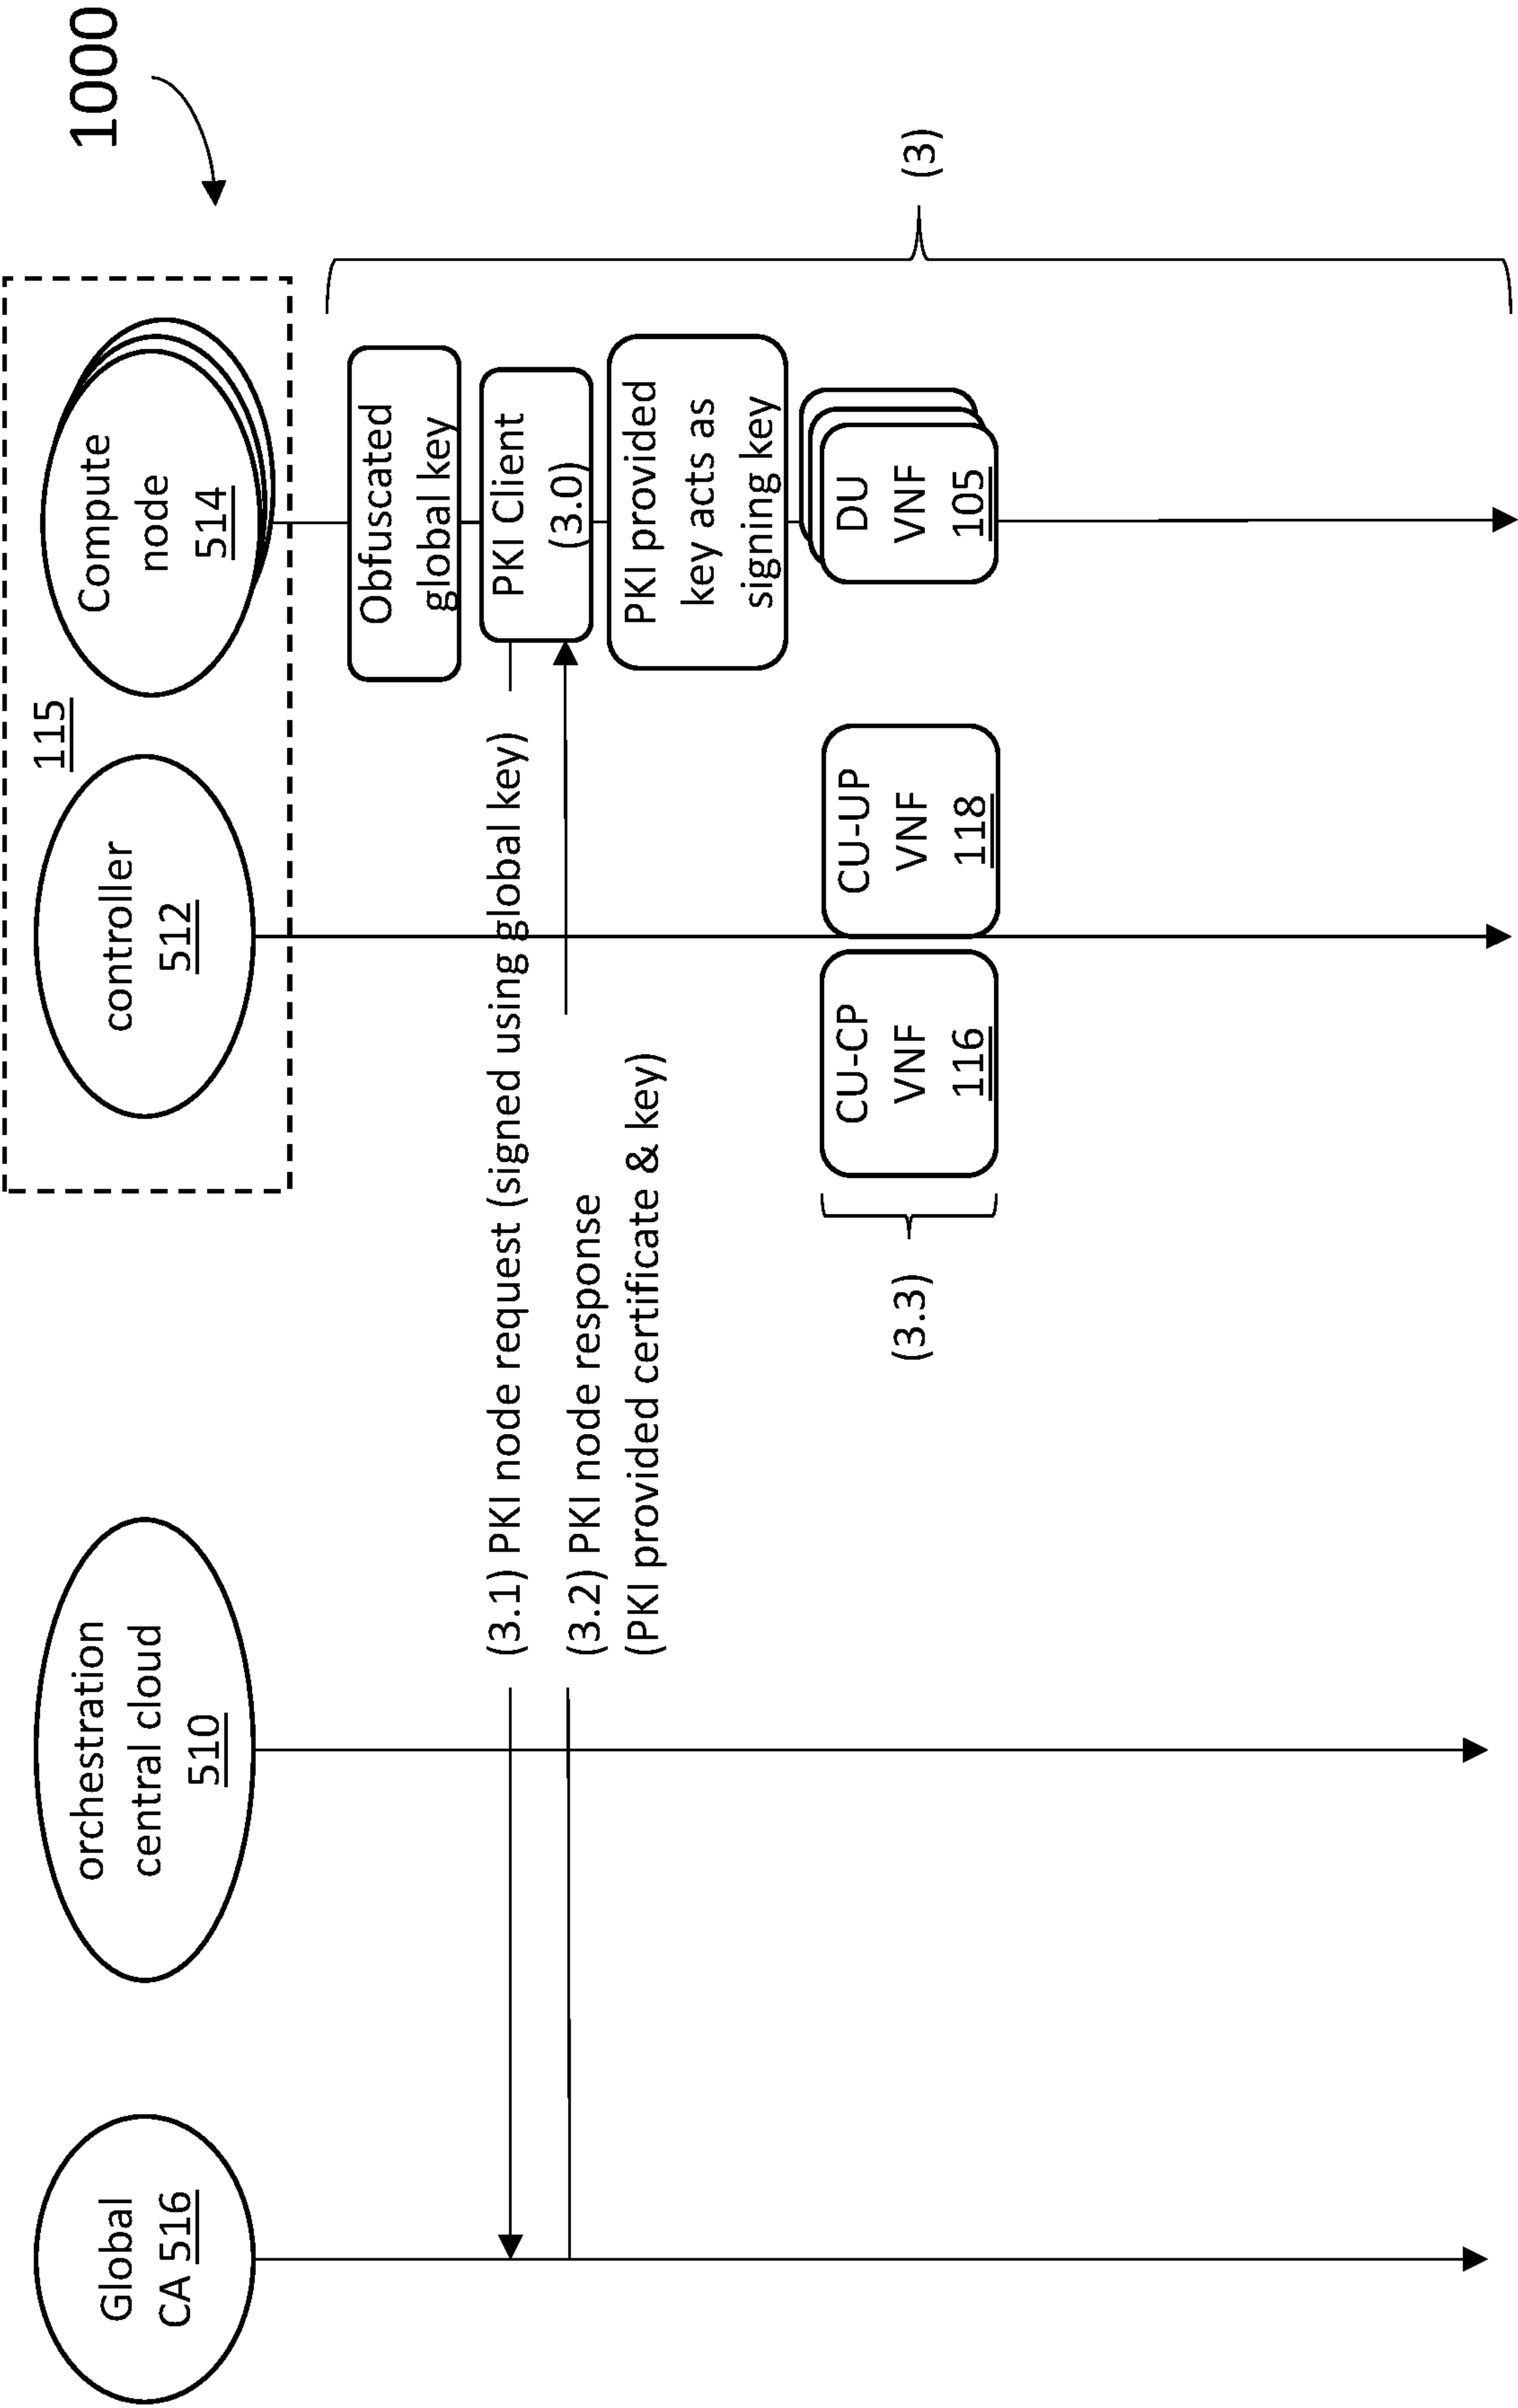 1000
Global
CA 516
orchestration
central cloud
510
controller
512
115
Compute
node
514
Obfuscated
global key
PKI Client
(3.0)
(3.1) PKI node request (signed using global key)
(3.2) PKI node response
(PKI provided certificate & key)
PKI provided
key acts as
signing key
(3.3)
CU-CP
VNF
116
CU-UP
VNF
118
DU
VNF
105
(3)